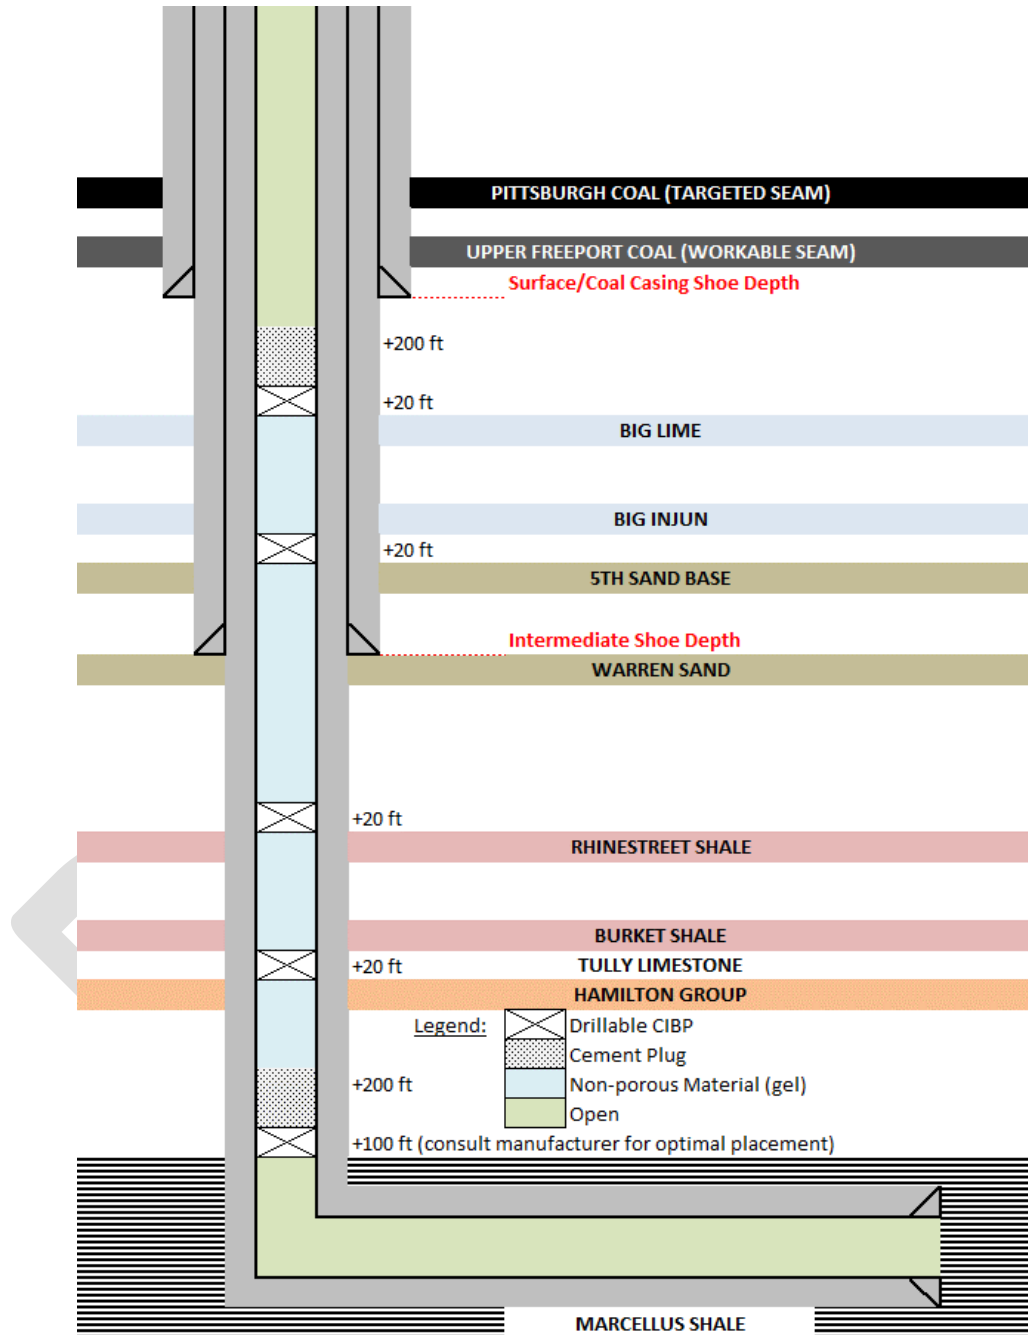 PITTSBURGH COAL (TARGETED SEAM)
UPPER FREEPORT COAL (WORKABLE SEAM)
Surface/Coal Casing Shoe Depth
+200 ft
+20 ft
BIG LIME
BIG INJUN
+20 ft
5TH SAND BASE
Intermediate Shoe Depth
WARREN SAND
+20 ft
RHINESTREET SHALE
BURKET SHALE
+20 ft
TULLY LIMESTONE
HAMILTON GROUP
Legend:
Drillable CIBP
Cement Plug
+200 ft
Non-porous Material (gel)
Open
+100 ft (consult manufacturer for optimal placement)
MARCELLUS SHALE